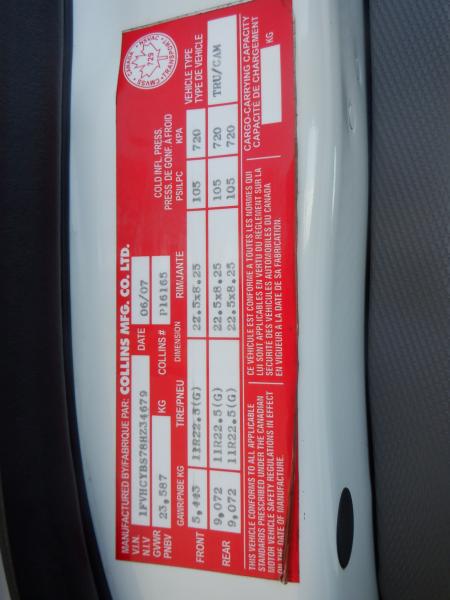 MANUFACTURED BY/FABRIQUE PAR: COLLINS MFG. CO. LTD.
V.I.N.
N.I.V 1FVHCYBS78HZ34679 DATE 06/07
GVWR
PNBV 23,587 KG COLLINS# P16165
GAWR/PNBE KG TIRE/PNEU DIMENSION RIM/JANTE COLD INFL. PRESS.
PRESS. DE GONF. A FROID
PSI/LPC KPA VEHICLE TYPE
TYPE DE VEHICLE
FRONT 5,443 11R22.5(G) 22.5x8.25 105 720
REAR 9,072 11R22.5(G) 22.5x8.25 105 720 TRU/CAM
9,072 11R22.5(G) 22.5x8.25 105 720
THIS VEHICLE CONFORMS TO ALL APPLICABLE
STANDARDS PRESCRIBED UNDER THE CANADIAN
MOTOR VEHICLE SAFETY REGULATIONS IN EFFECT
ON THE DATE OF MANUFACTURE.
CE VEHICULE EST CONFORME A TOUTES LES NORMES QUI
LUI SONT APPLICABLES EN VERTU DU REGLEMENT SUR LA
SECURITE DES VEHICULES AUTOMOBILES DU CANADA
EN VIGUEUR A LA DATE DE SA FABRICATION.
CARGO-CARRYING CAPACITY
CAPACITE DE CHARGEMENT
KG
CANADA
729